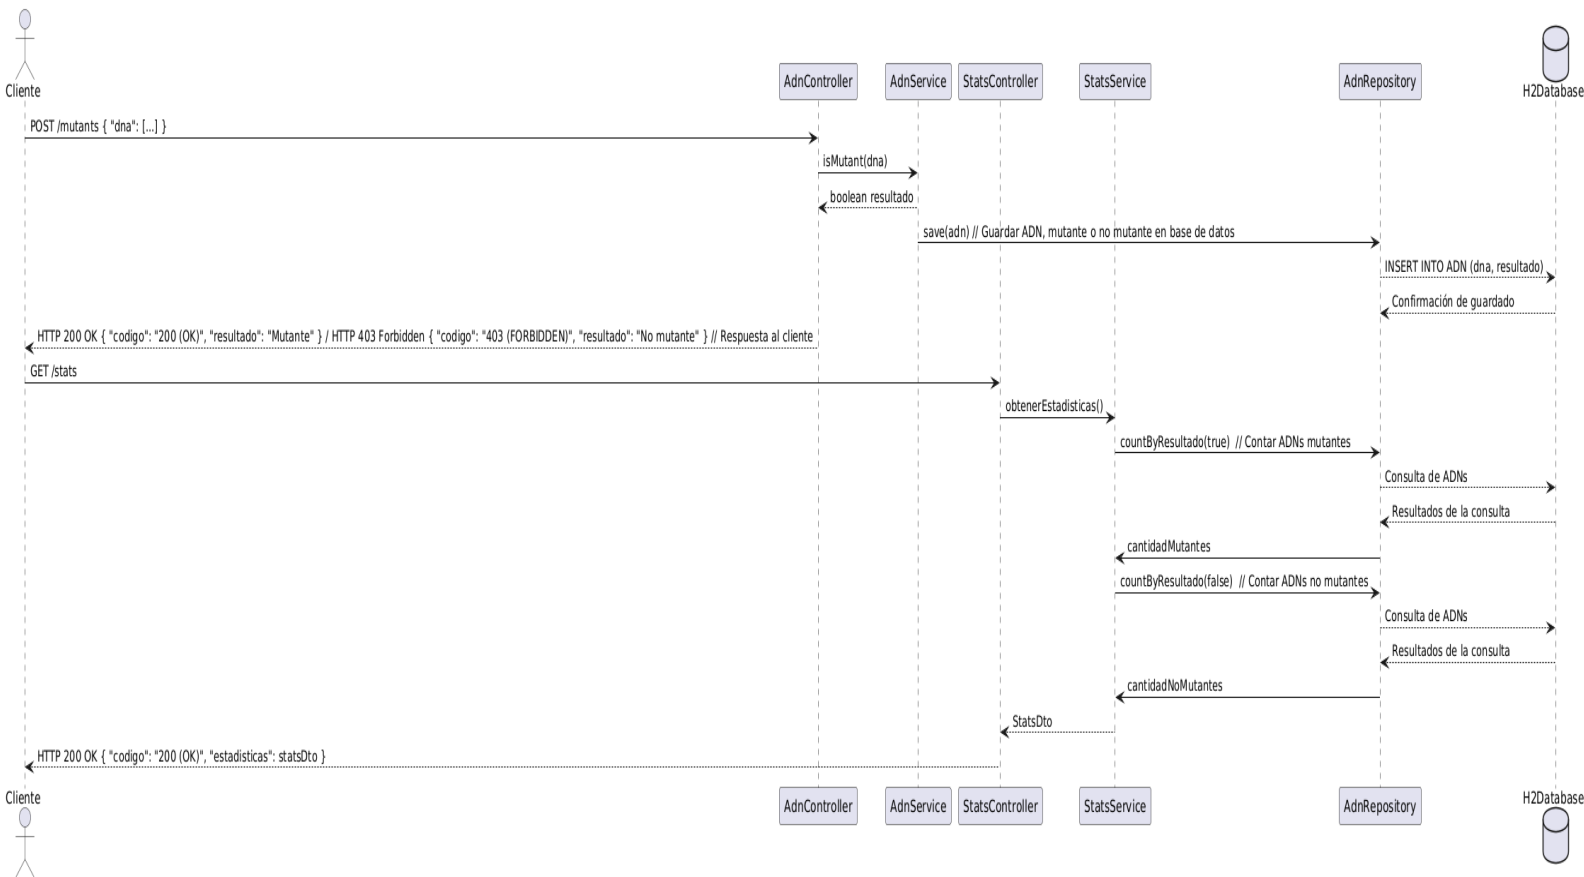 Cliente
AdnController
AdnService
StatsController
StatsService
AdnRepository
H2Database
POST /mutants { "dna": [...] }
isMutant(dna)
boolean resultado
save(adn) // Guardar ADN, mutante o no mutante en base de datos
INSERT INTO ADN (dna, resultado)
Confirmación de guardado
HTTP 200 OK { "codigo": "200 (OK)", "resultado": "Mutante" } / HTTP 403 Forbidden { "codigo": "403 (FORBIDDEN)", "resultado": "No mutante" } // Respuesta al cliente
GET /stats
obtenerEstadisticas()
countByResultado(true) // Contar ADNs mutantes
Consulta de ADNs
Resultados de la consulta
cantidadMutantes
countByResultado(false) // Contar ADNs no mutantes
Consulta de ADNs
Resultados de la consulta
cantidadNoMutantes
StatsDto
HTTP 200 OK { "codigo": "200 (OK)", "estadisticas": statsDto }
Cliente
AdnController
AdnService
StatsController
StatsService
AdnRepository
H2Database